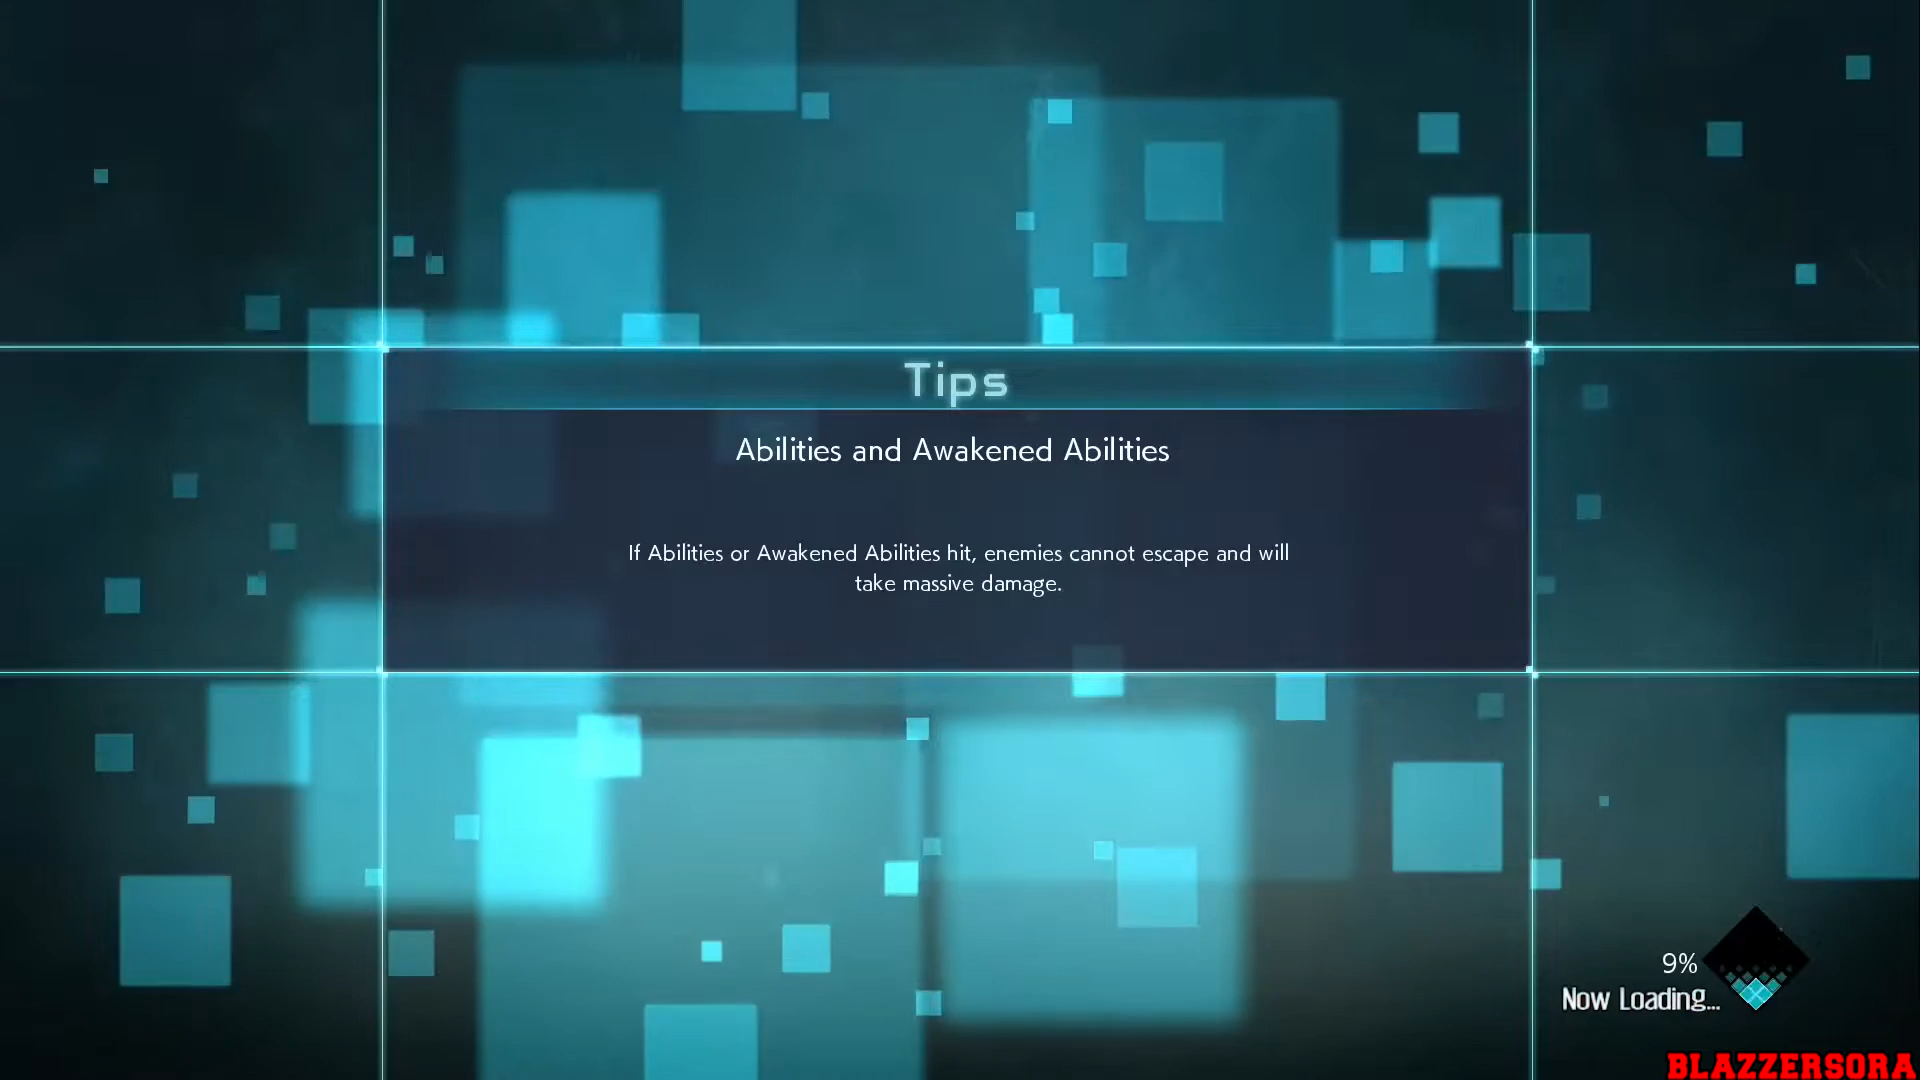 Tips
Abilities and Awakened Abilities
If Abilities or Awakened Abilities hit, enemies cannot escape and will
take massive damage.
9%
Now Loading...
BLAZZERSORA